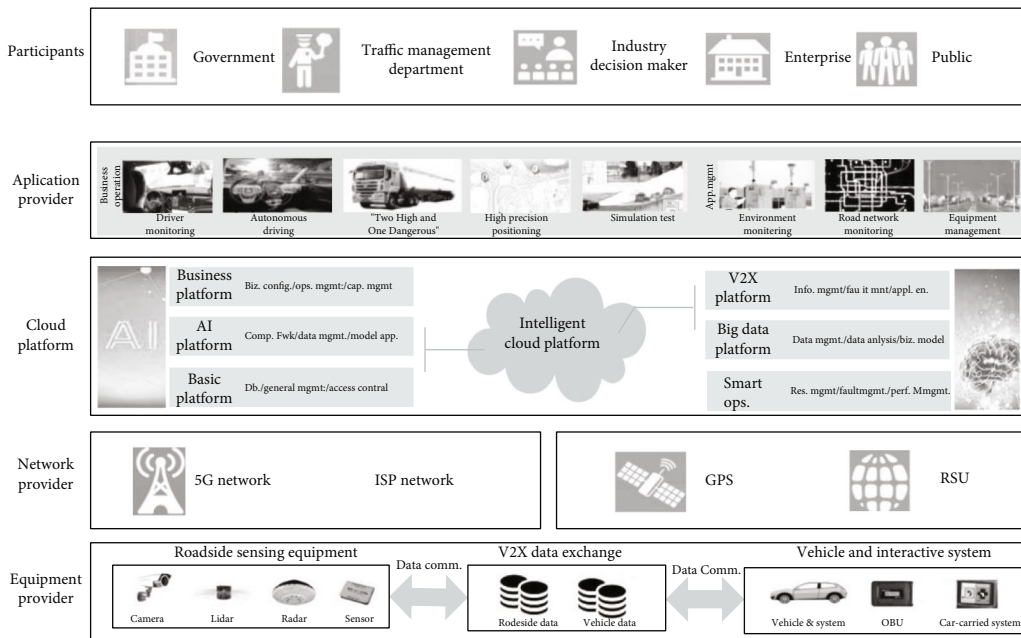 Participants
Government
Traffic management
department
Industry
decision maker
Enterprise
Public
Aplication
provider
Business
operation
Driver
monitoring
Autonomous
driving
"Two High and
One Dangerous"
High precision
positioning
Simulation test
App.mgmt
Environment
monitering
Road network
monitoring
Equipment
management
Cloud
platform
AI
Business
platform
Biz. config./ops. mgmt:/cap. mgmt
AI
platform
Comp. Fwk/data mgmt./model app.
Basic
platform
Db./general mgmt:/access contral
Intelligent
cloud platform
V2X
platform
Info. mgmt/fau it mnt/appl. en.
Big data
platform
Data mgmt./data anlysis/biz. model
Smart
ops.
Res. mgmt/faultmgmt./perf. Mmgmt.
Network
provider
5G network
ISP network
GPS
RSU
Equipment
provider
Roadside sensing equipment
Camera
Lidar
Radar
Sensor
Data comm.
V2X data exchange
Rodeside data
Vehicle data
Data Comm.
Vehicle and interactive system
Vehicle & system
OBU
Car-carried system